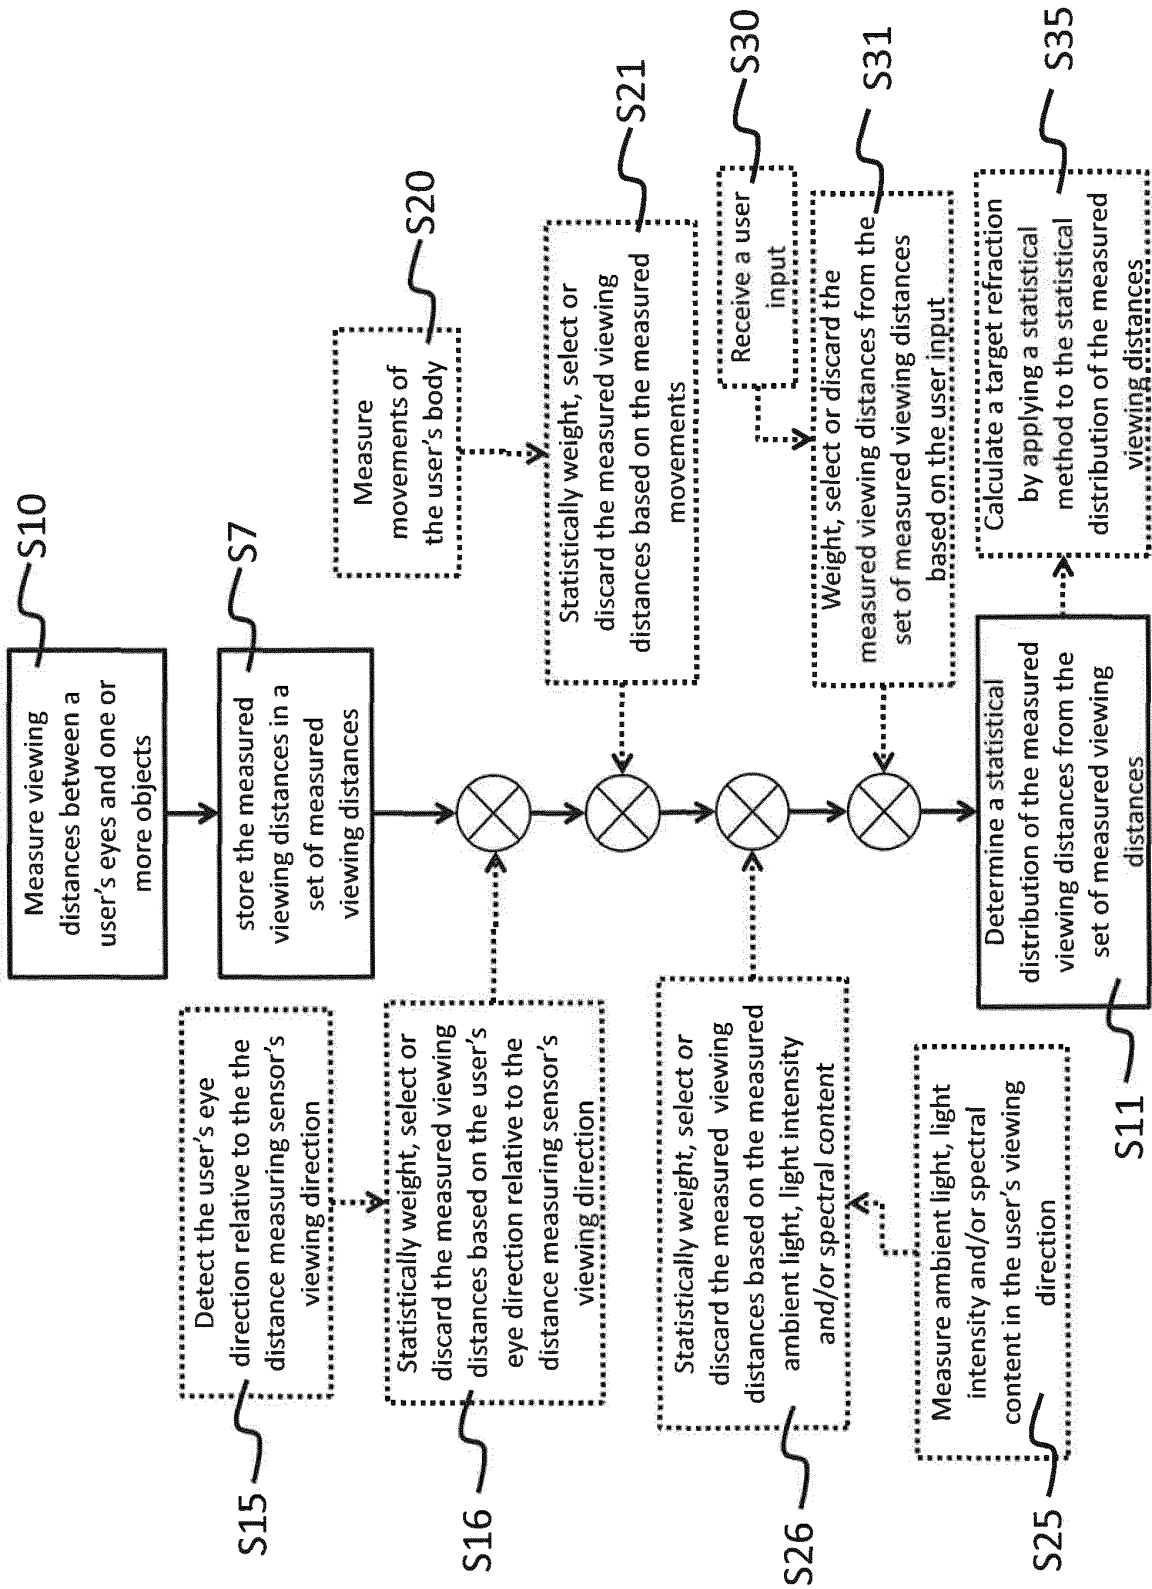 S10
Measure viewing
distances between a
user's eyes and one or
more objects
S7
store the measured
viewing distances in a
set of measured
viewing distances
S15
Detect the user's eye
direction relative to the the
distance measuring sensor's
viewing direction
S16
Statistically weight, select or
discard the measured viewing
distances based on the user's
eye direction relative to the
distance measuring sensor's
viewing direction
S20
Measure
movements of
the user's body
S21
Statistically weight, select or
discard the measured viewing
distances based on the measured
movements
S26
Statistically weight, select or
discard the measured viewing
distances based on the measured
ambient light, light intensity
and/or spectral content
S25
Measure ambient light, light
intensity and/or spectral
content in the user's viewing
direction
S30
Receive a user
input
S31
Weight, select or discard the
measured viewing distances from the
set of measured viewing distances
based on the user input
S11
Determine a statistical
distribution of the measured
viewing distances from the
set of measured viewing
distances
S35
Calculate a target refraction
by applying a statistical
method to the statistical
distribution of the measured
viewing distances